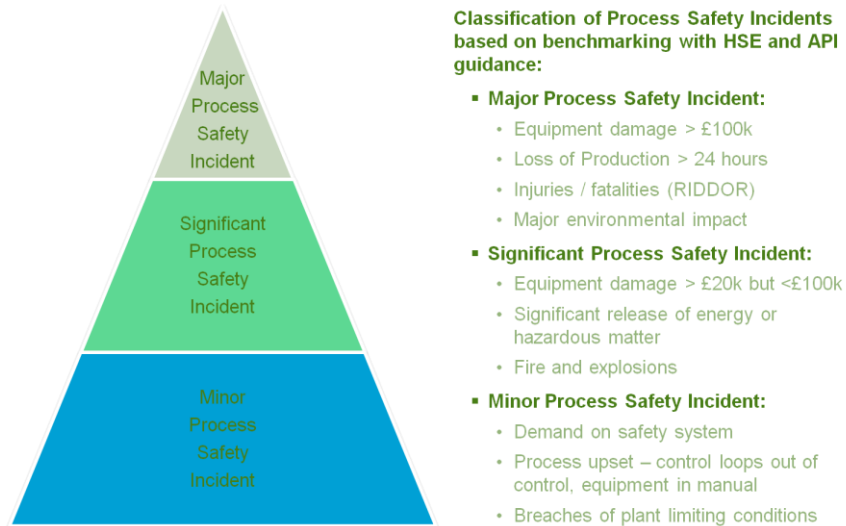 Major
Process
Safety
Incident
Significant
Process
Safety
Incident
Minor
Process
Safety
Incident
Classification of Process Safety Incidents
based on benchmarking with HSE and API
guidance:
▪ Major Process Safety Incident:
• Equipment damage > £100k
• Loss of Production > 24 hours
• Injuries / fatalities (RIDDOR)
• Major environmental impact
▪ Significant Process Safety Incident:
• Equipment damage > £20k but <£100k
• Significant release of energy or
hazardous matter
• Fire and explosions
▪ Minor Process Safety Incident:
• Demand on safety system
• Process upset – control loops out of
control, equipment in manual
• Breaches of plant limiting conditions